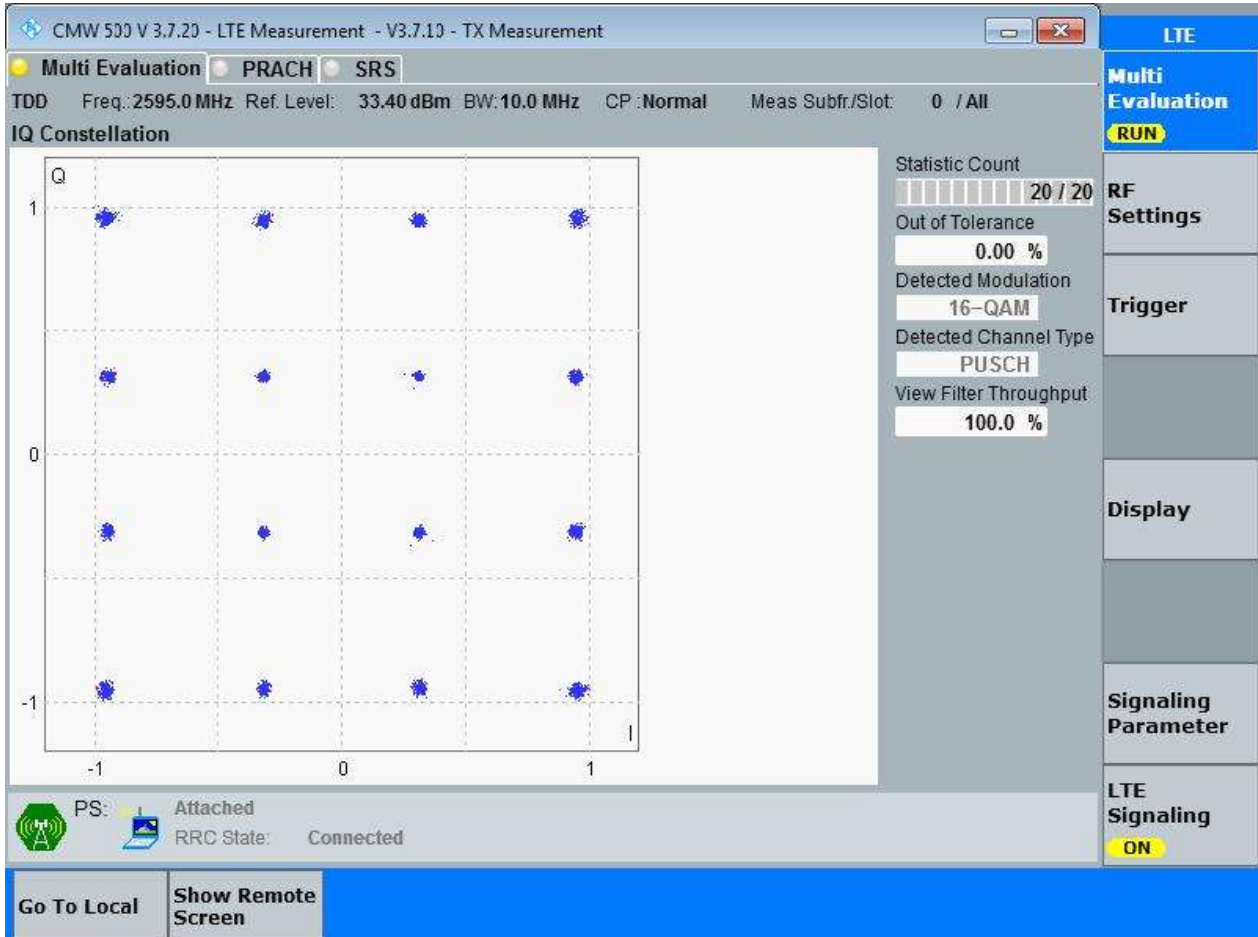 CMW 500 V 3.7.20 - LTE Measurement - V3.7.10 - TX Measurement
LTE
Multi Evaluation PRACH SRS
Multi
Evaluation
RUN
TDD Freq.:2595.0 MHz Ref. Level: 33.40 dBm BW:10.0 MHz CP :Normal Meas Subfr./Slot: 0 / All
IQ Constellation
Q
1
0
-1
I
-1 0 1
Statistic Count
20 / 20
Out of Tolerance
0.00 %
Detected Modulation
16-QAM
Detected Channel Type
PUSCH
View Filter Throughput
100.0 %
RF
Settings
Trigger
Display
Signaling
Parameter
LTE
Signaling
ON
PS: Attached
RRC State: Connected
Go To Local
Show Remote
Screen